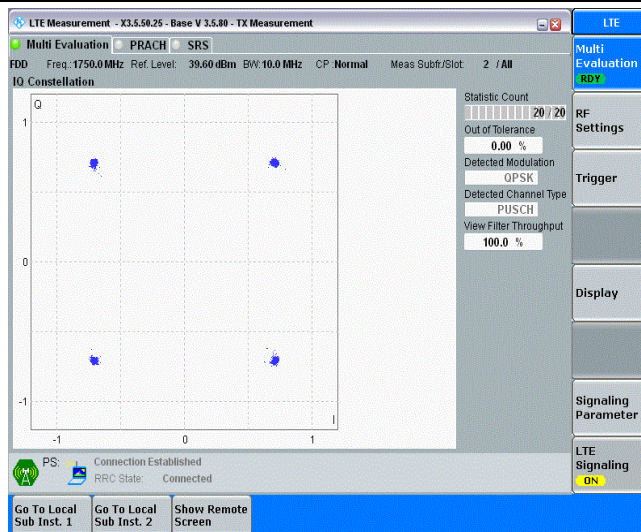 LTE Measurement - X3.5.50.25 - Base V 3.5.80 - TX Measurement
LTE
Multi Evaluation PRACH SRS
Multi
Evaluation
RDY
FDD Freq.:1750.0 MHz Ref. Level: 39.60 dBm BW:10.0 MHz CP :Normal Meas Subfr./Slot: 2 / All
IQ Constellation
Q
1
0
-1
-1 0 1
I
Statistic Count
20 / 20
Out of Tolerance
0.00 %
Detected Modulation
QPSK
Detected Channel Type
PUSCH
View Filter Throughput
100.0 %
RF
Settings
Trigger
Display
Signaling
Parameter
LTE
Signaling
ON
PS: Connection Established
RRC State: Connected
Go To Local
Sub Inst. 1
Go To Local
Sub Inst. 2
Show Remote
Screen